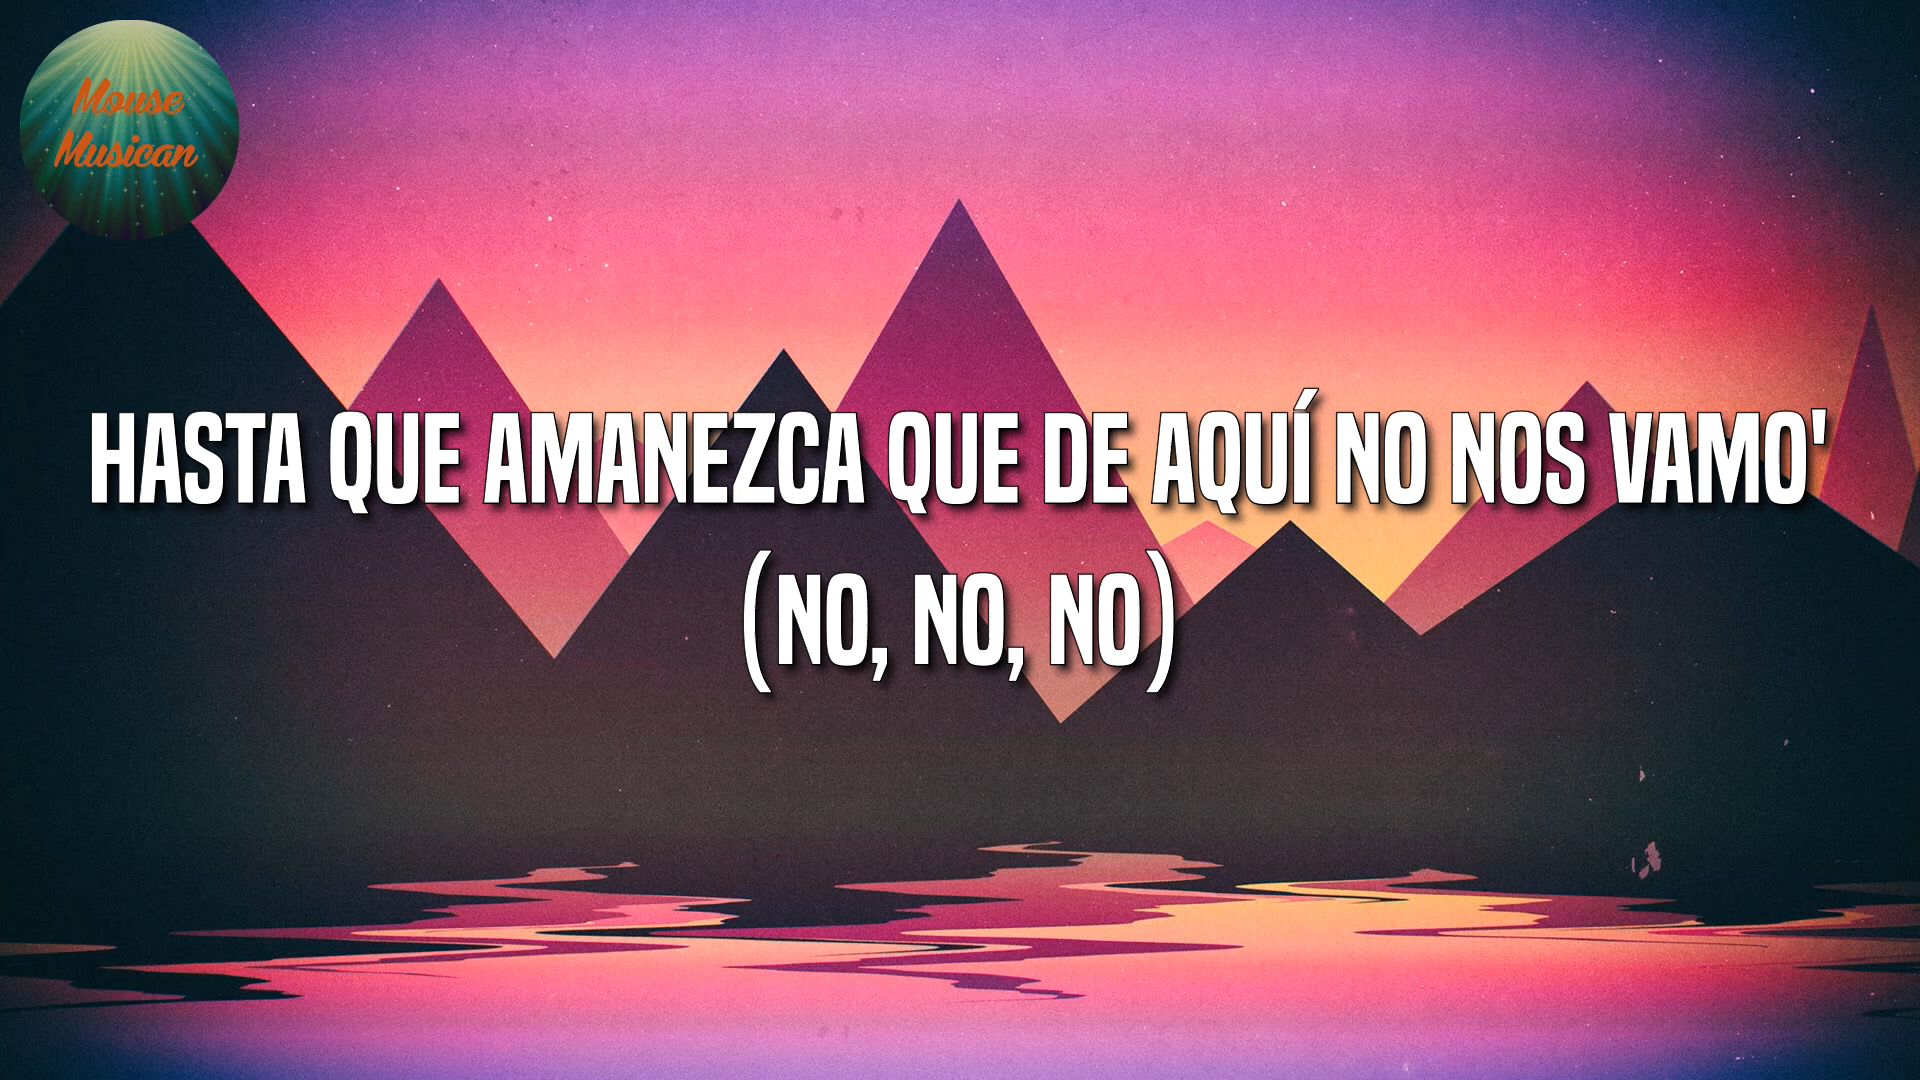 Mouse
Musican
HASTA QUE AMANEZCA QUE DE AQUÍ NO NOS VAMO'
(NO, NO, NO)